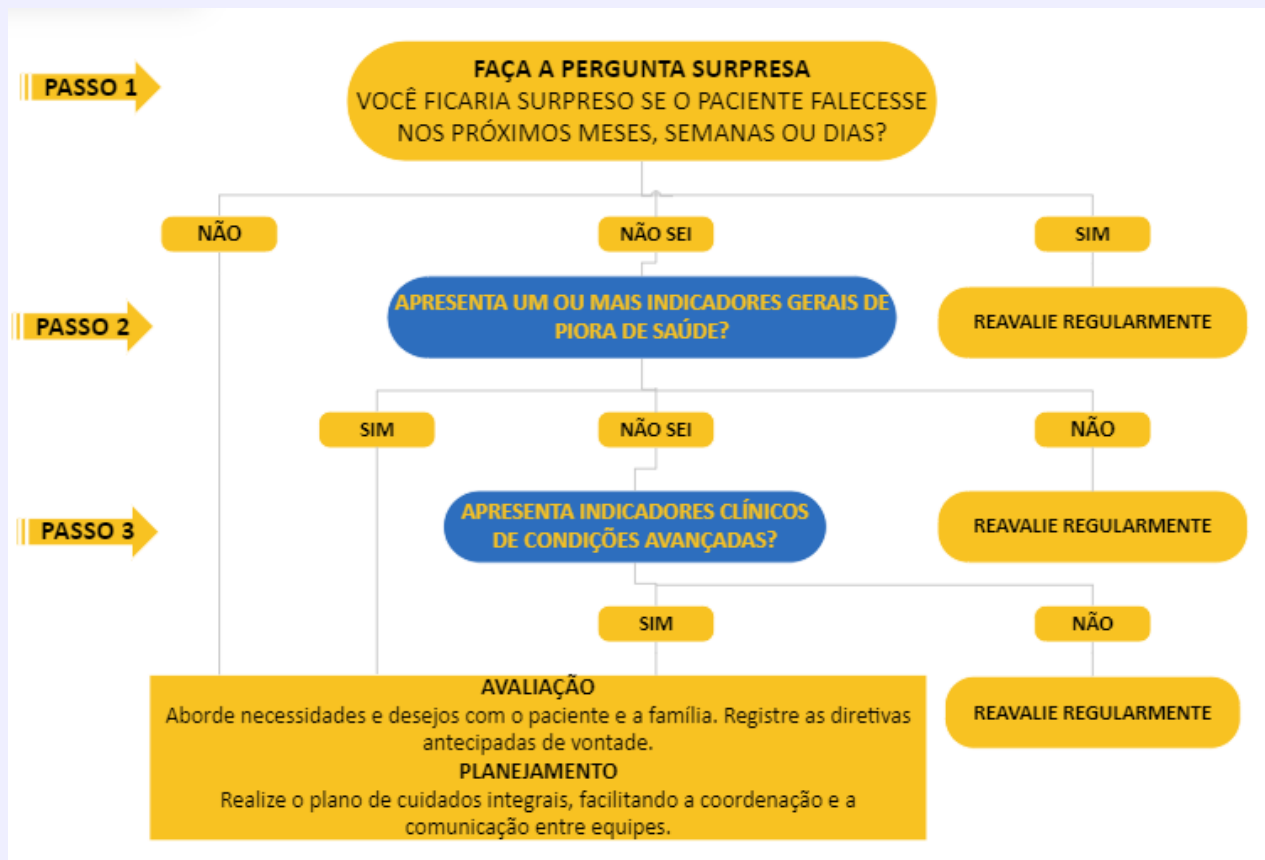 PASSO 1
FAÇA A PERGUNTA SURPRESA
VOCÊ FICARIA SURPRESO SE O PACIENTE FALECESSE
NOS PRÓXIMOS MESES, SEMANAS OU DIAS?
NÃO
NÃO SEI
SIM
PASSO 2
APRESENTA UM OU MAIS INDICADORES GERAIS DE
PIORA DE SAÚDE?
REAVALIE REGULARMENTE
SIM
NÃO SEI
NÃO
PASSO 3
APRESENTA INDICADORES CLÍNICOS
DE CONDIÇÕES AVANÇADAS?
REAVALIE REGULARMENTE
SIM
NÃO
AVALIAÇÃO
Aborde necessidades e desejos com o paciente e a família. Registre as diretivas
antecipadas de vontade.
PLANEJAMENTO
Realize o plano de cuidados integrais, facilitando a coordenação e a
comunicação entre equipes.
REAVALIE REGULARMENTE